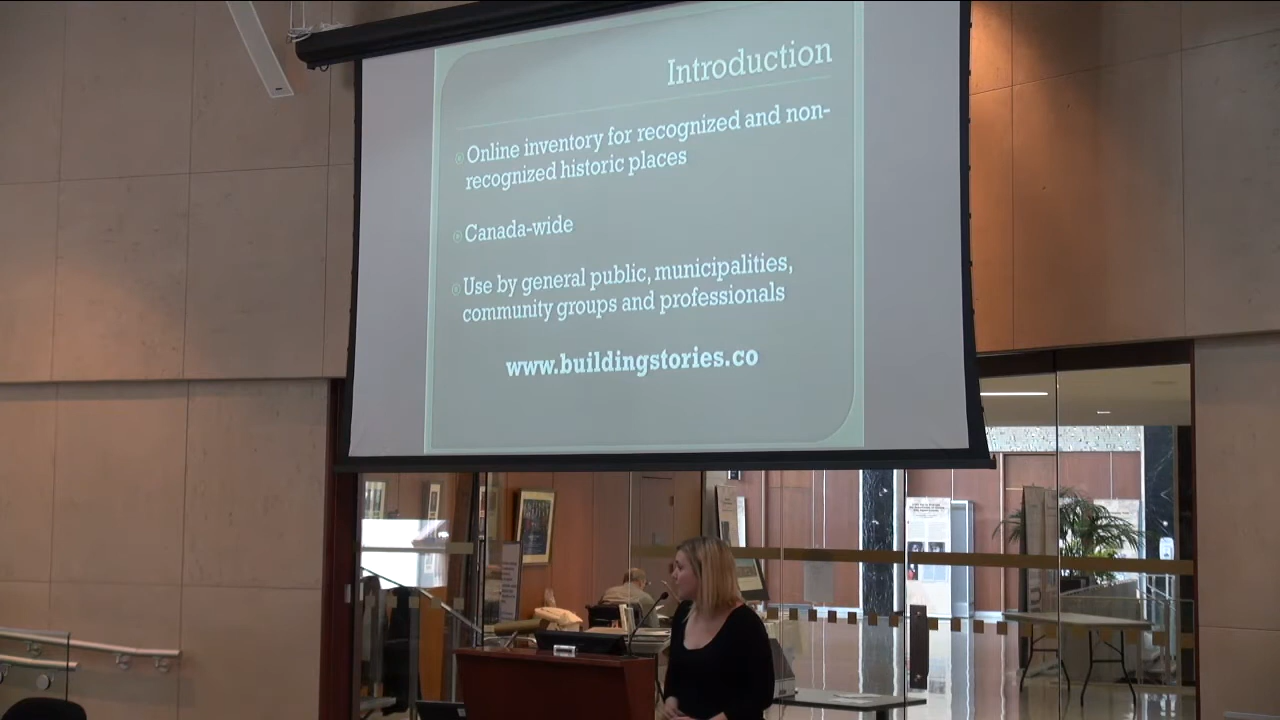 Introduction
Online inventory for recognized and non-
recognized historic places
Canada-wide
Use by general public, municipalities,
community groups and professionals
www.buildingstories.co